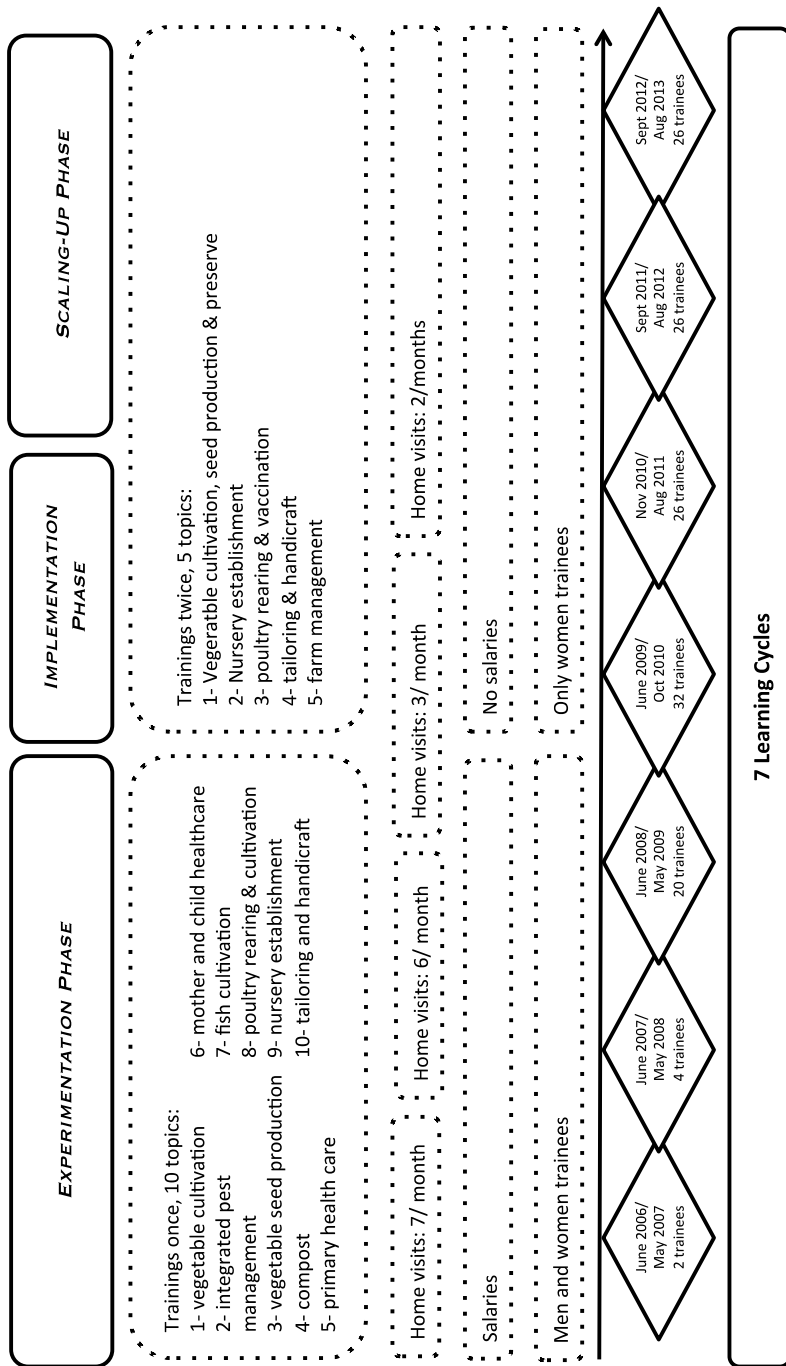 EXPERIMENTATION PHASE
IMPLEMENTATION
PHASE
SCALING-UP PHASE
Trainings once, 10 topics:
1- vegetable cultivation
2- integrated pest
management
3- vegetable seed production
4- compost
5- primary health care
6- mother and child healthcare
7- fish cultivation
8- poultry rearing & cultivation
9- nursery establishment
10- tailoring and handicraft
Trainings twice, 5 topics:
1- Vegeratble cultivation, seed production & preserve
2- Nursery establishment
3- poultry rearing & vaccination
4- tailoring & handicraft
5- farm management
Home visits: 7/ month
Home visits: 6/ month
Home visits: 3/ month
Home visits: 2/months
Salaries
No salaries
Men and women trainees
Only women trainees
June 2006/
May 2007
2 trainees
June 2007/
May 2008
4 trainees
June 2008/
May 2009
20 trainees
June 2009/
Oct 2010
32 trainees
Nov 2010/
Aug 2011
26 trainees
Sept 2011/
Aug 2012
26 trainees
Sept 2012/
Aug 2013
26 trainees
7 Learning Cycles